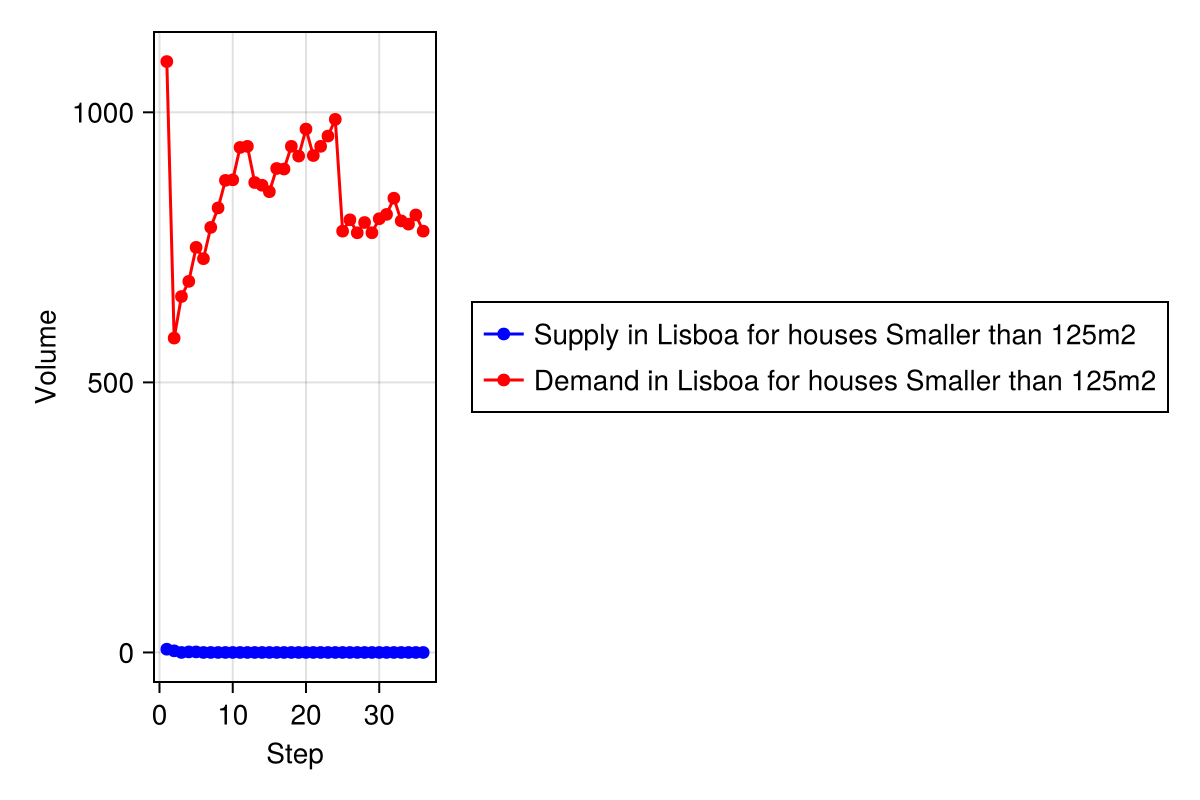 1000
500
0
Volume
0 10 20 30
Step
Supply in Lisboa for houses Smaller than 125m2
Demand in Lisboa for houses Smaller than 125m2